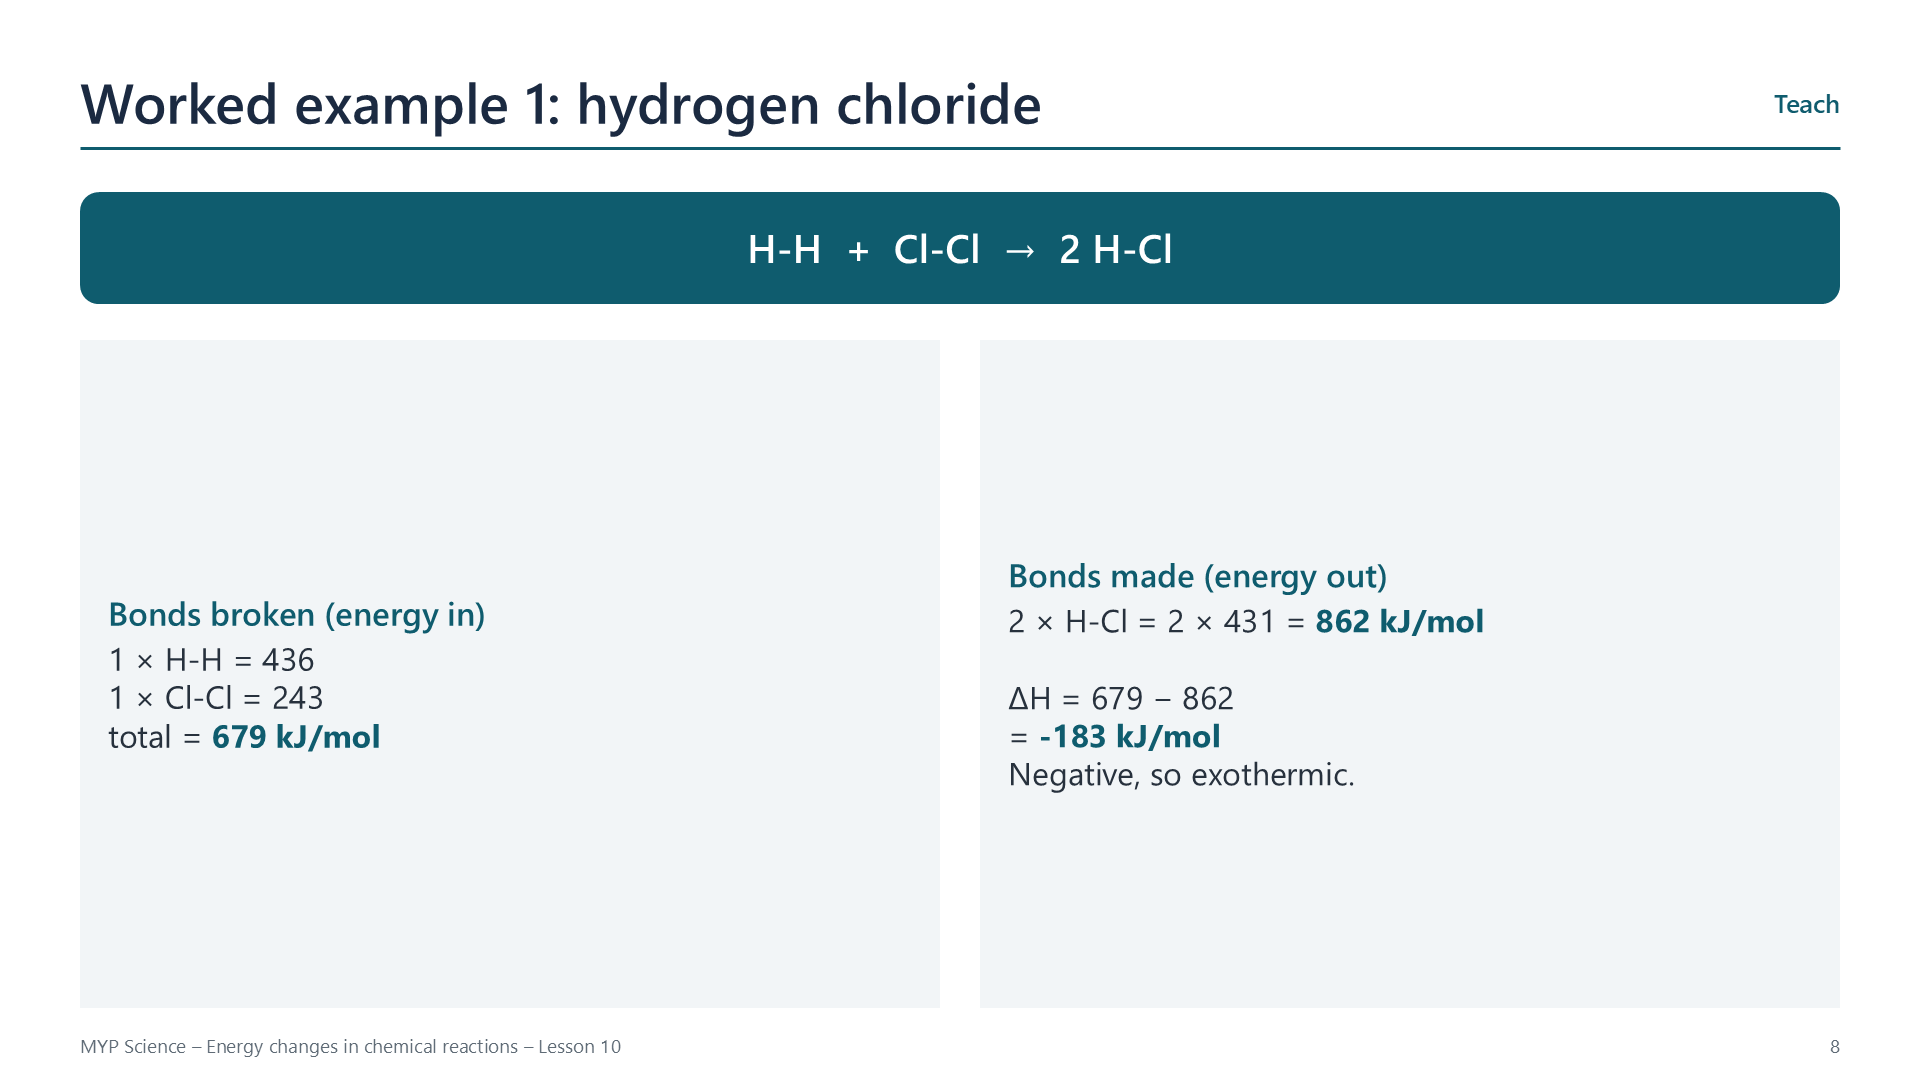 Worked example 1: hydrogen chloride
Teach
H-H + Cl-Cl → 2 H-Cl
Bonds broken (energy in)
1 × H-H = 436
1 × Cl-Cl = 243
total = 679 kJ/mol
Bonds made (energy out)
2 × H-Cl = 2 × 431 = 862 kJ/mol
ΔH = 679 − 862
= -183 kJ/mol
Negative, so exothermic.
MYP Science – Energy changes in chemical reactions – Lesson 10
8